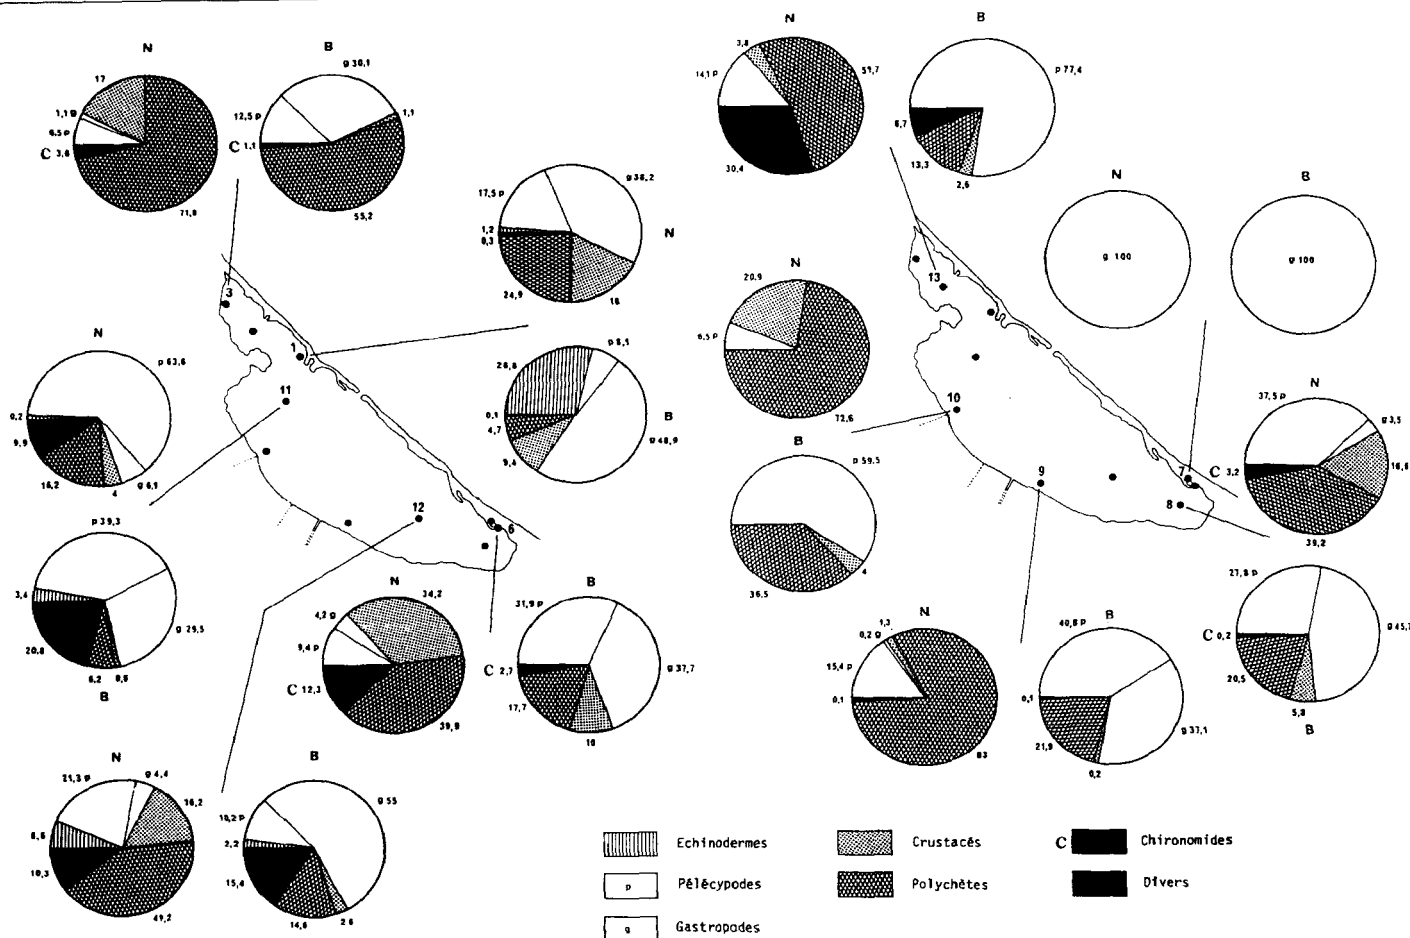 N
B
17
1,1 g
6,5 p
C 3,6
71,8
g 30,1
12,5 p
1,1
C 1,1
55,2
17,5 p
g 38,2
N
1,2
0,3
24,9
18
3
1
11
12
6
N
p 63,6
0,2
9,9
16,2
4
g 6,1
p 8,5
26,8
0,1
4,7
9,4
g 48,9
B
p 39,3
3,4
20,8
6,2
g 29,5
B
N
34,2
4,2 g
9,4 p
C 12,3
39,9
B
31,9 p
C 2,7
17,7
10
g 37,7
N
21,3 p
g 4,4
16,2
10,3
49,2
B
g 55
10,2 p
2,2
15,4
14,6
2 6
N
3,8
14,1 p
30,4
B
p 77,4
6,7
13,3
2,6
N
g 100
B
g 100
13
10
9
7
8
N
20,9
6,5 p
72,6
B
p 59,5
4
36,5
N
37,5 p
g 3,5
16,6
C 3,2
39,2
27,8 p
g 45,7
C 0,2
20,5
5,8
B
N
1,3
0,2 g
15,4 p
0,1
83
B
40,8 p
0,1
21,9
0,2
g 37,1
Echinodermes
p Pélécypodes
g Gastropodes
Crustacés
Polychètes
C Chironomides
Divers